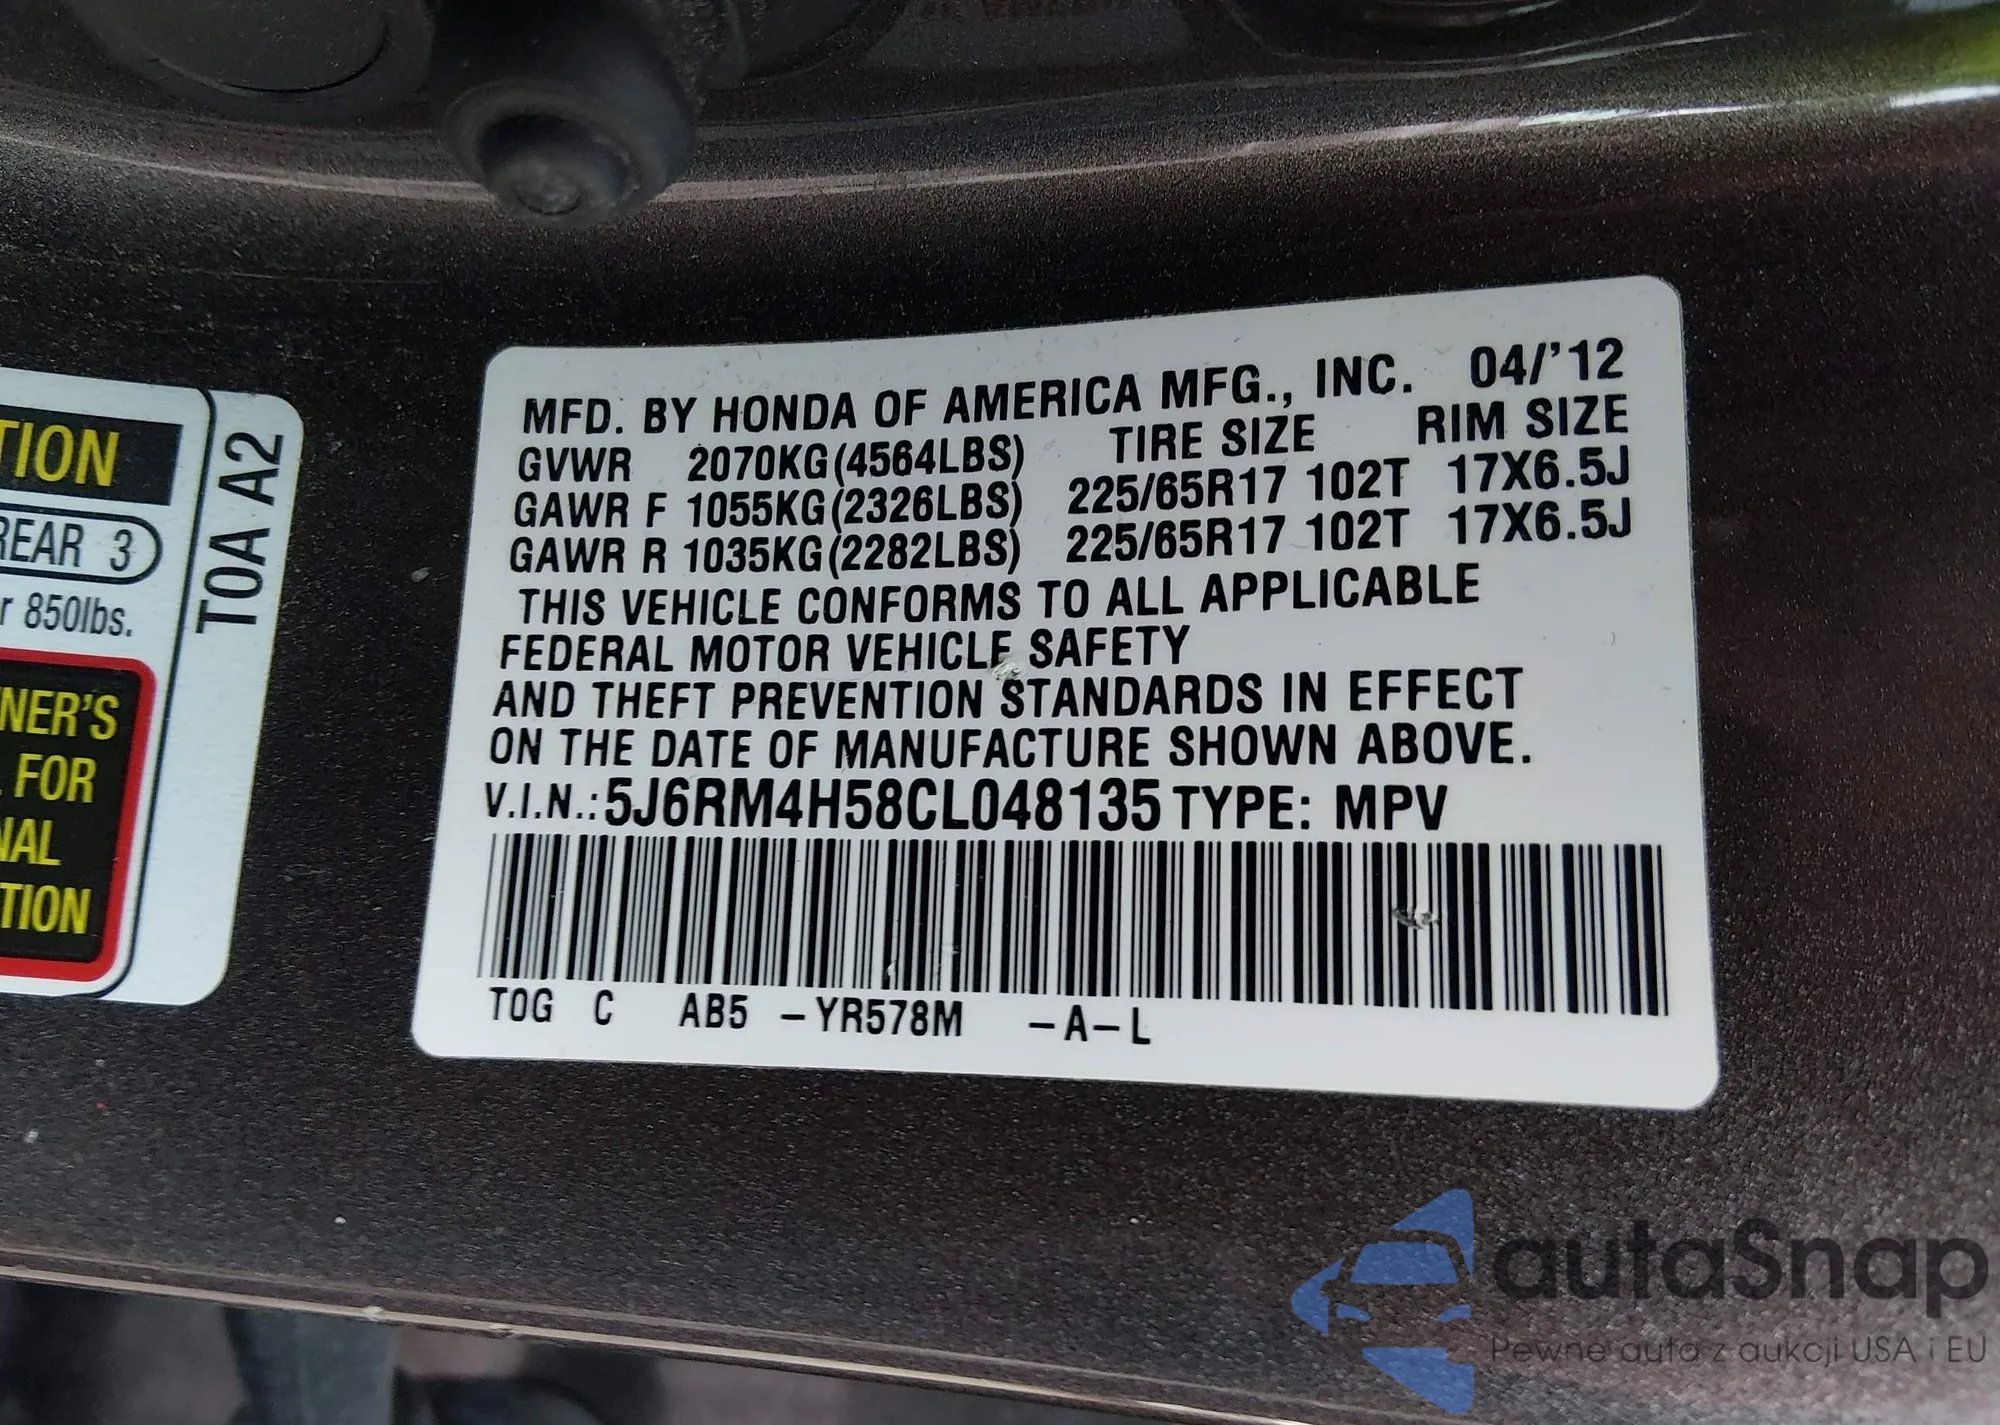 MFD. BY HONDA OF AMERICA MFG., INC. 04/'12
GVWR 2070KG(4564LBS) TIRE SIZE RIM SIZE
GAWR F 1055KG(2326LBS) 225/65R17 102T 17X6.5J
GAWR R 1035KG(2282LBS) 225/65R17 102T 17X6.5J
THIS VEHICLE CONFORMS TO ALL APPLICABLE
FEDERAL MOTOR VEHICLE SAFETY
AND THEFT PREVENTION STANDARDS IN EFFECT
ON THE DATE OF MANUFACTURE SHOWN ABOVE.
V.I.N.: 5J6RM4H58CL048135 TYPE: MPV
T0G C AB5 -YR578M -A-L
TION
REAR 3
r 850lbs.
NER'S
FOR
NAL
TION
T0A A2
autaSnap
Pewne auta z aukcji USA i EU